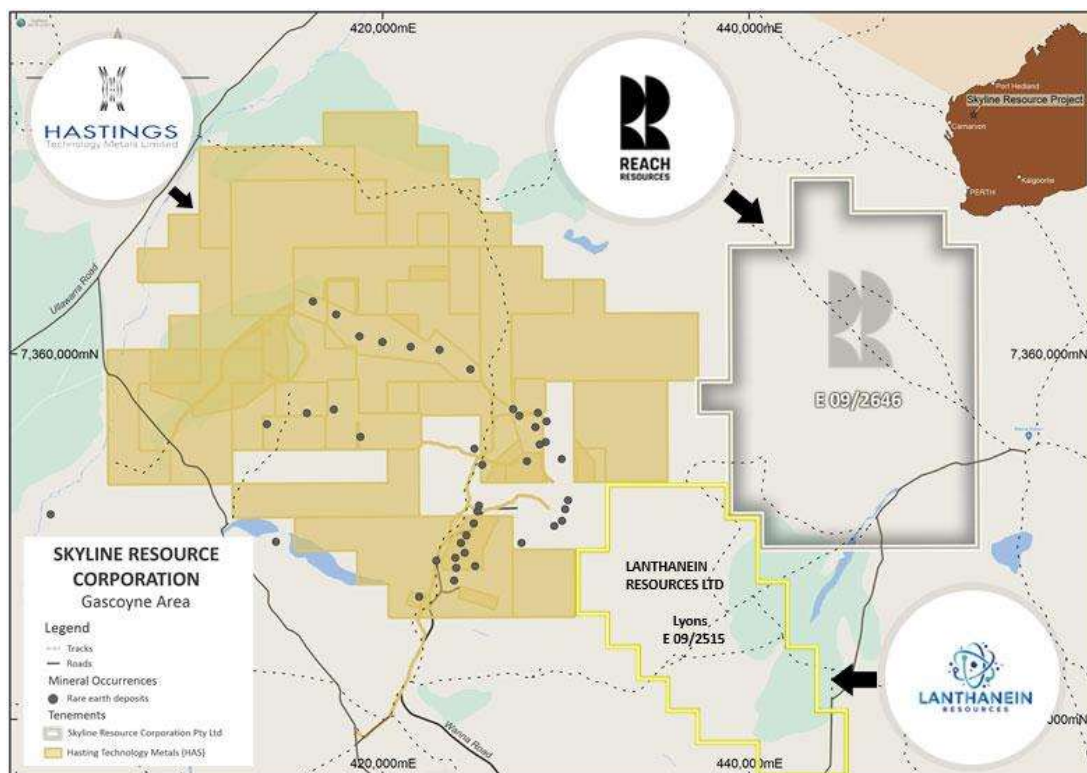 420,000mE
440,000mE
HASTINGS
Technology Metals Limited
REACH
RESOURCES
Port Hedland
Skyline Resource Project
Carnarvon
Kalgoorlie
PERTH
Ullawarra Road
7,360,000mN
7,360,000mN
E 09/2646
SKYLINE RESOURCE
CORPORATION
Gascoyne Area
Legend
Tracks
Roads
Mineral Occurrences
Rare earth deposits
Tenements
Skyline Resource Corporation Pty Ltd
Hasting Technology Metals (HAS)
LANTHANEIN
RESOURCES LTD
Lyons
E 09/2515
LANTHANEIN
RESOURCES
Wanna Road
000mN
420,000mE
440,000mE